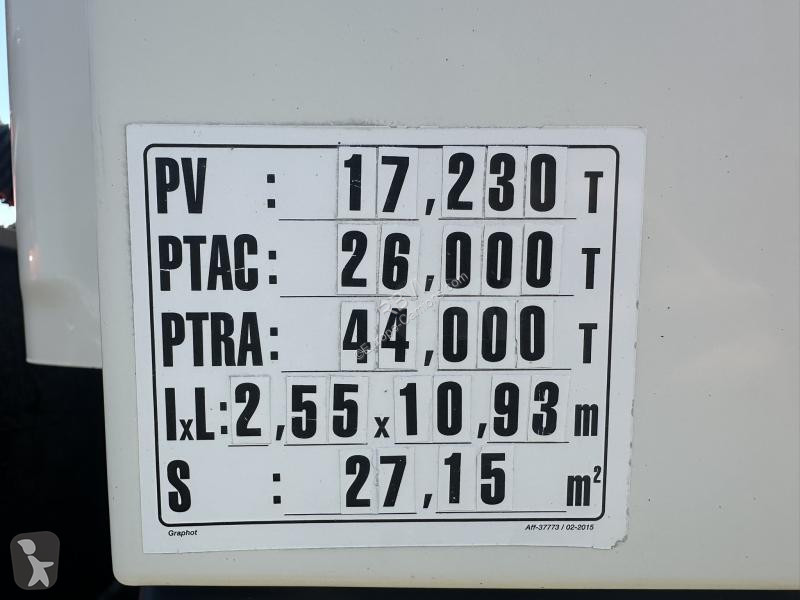 PV : 17,230 T
PTAC: 26,000 T
PTRA: 44,000 T
lxL: 2,55 x 10,93 m
S : 27,15 m²
Graphot Aff-37773 / 02-2015